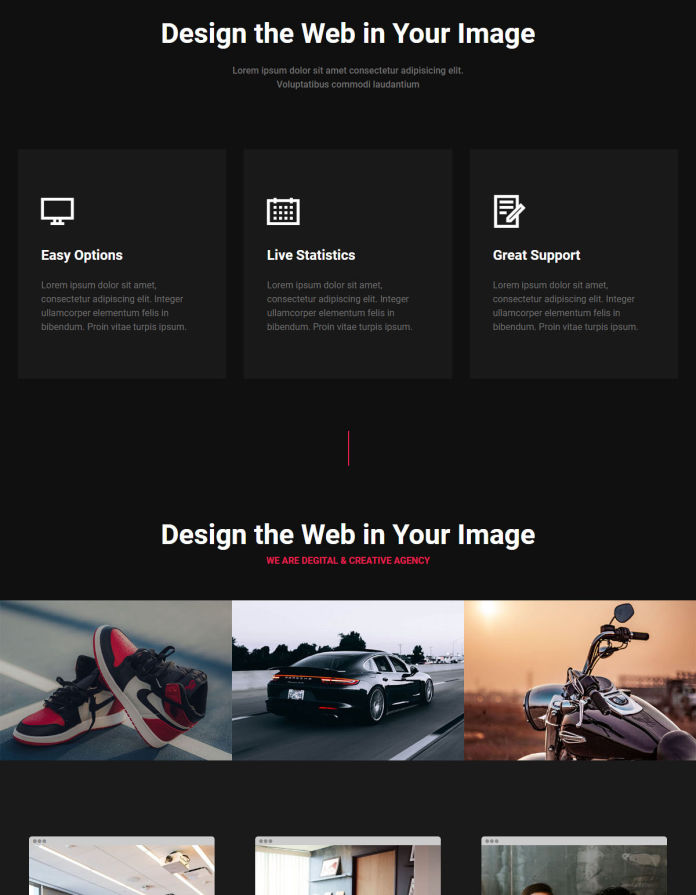 Design the Web in Your Image
Lorem ipsum dolor sit amet consectetur adipisicing elit.
Voluptatibus commodi laudantium
Easy Options
Lorem ipsum dolor sit amet,
consectetur adipiscing elit. Integer
ullamcorper elementum felis in
bibendum. Proin vitae turpis ipsum.
Live Statistics
Lorem ipsum dolor sit amet,
consectetur adipiscing elit. Integer
ullamcorper elementum felis in
bibendum. Proin vitae turpis ipsum.
Great Support
Lorem ipsum dolor sit amet,
consectetur adipiscing elit. Integer
ullamcorper elementum felis in
bibendum. Proin vitae turpis ipsum.
Design the Web in Your Image
WE ARE DEGITAL & CREATIVE AGENCY